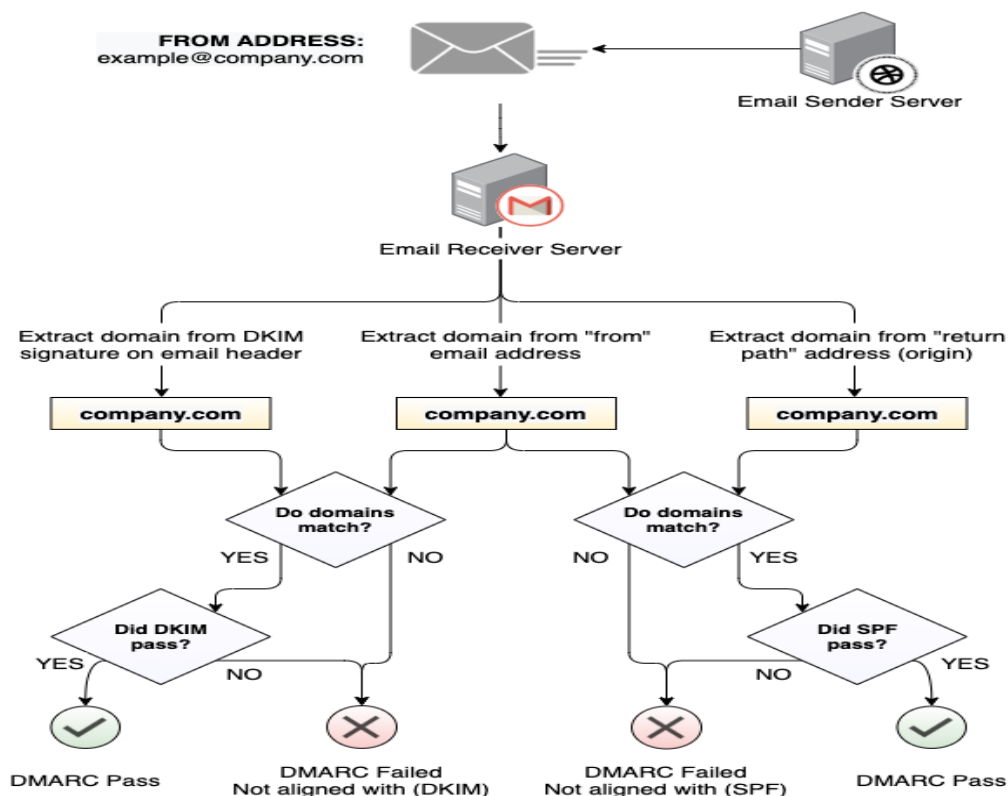 FROM ADDRESS:
example@company.com
Email Sender Server
Email Receiver Server
Extract domain from DKIM
signature on email header
Extract domain from "from"
email address
Extract domain from "return
path" address (origin)
company.com
company.com
company.com
Do domains
match?
Do domains
match?
YES
NO
NO
YES
Did DKIM
pass?
Did SPF
pass?
YES
NO
NO
YES
DMARC Pass
DMARC Failed
Not aligned with (DKIM)
DMARC Failed
Not aligned with (SPF)
DMARC Pass